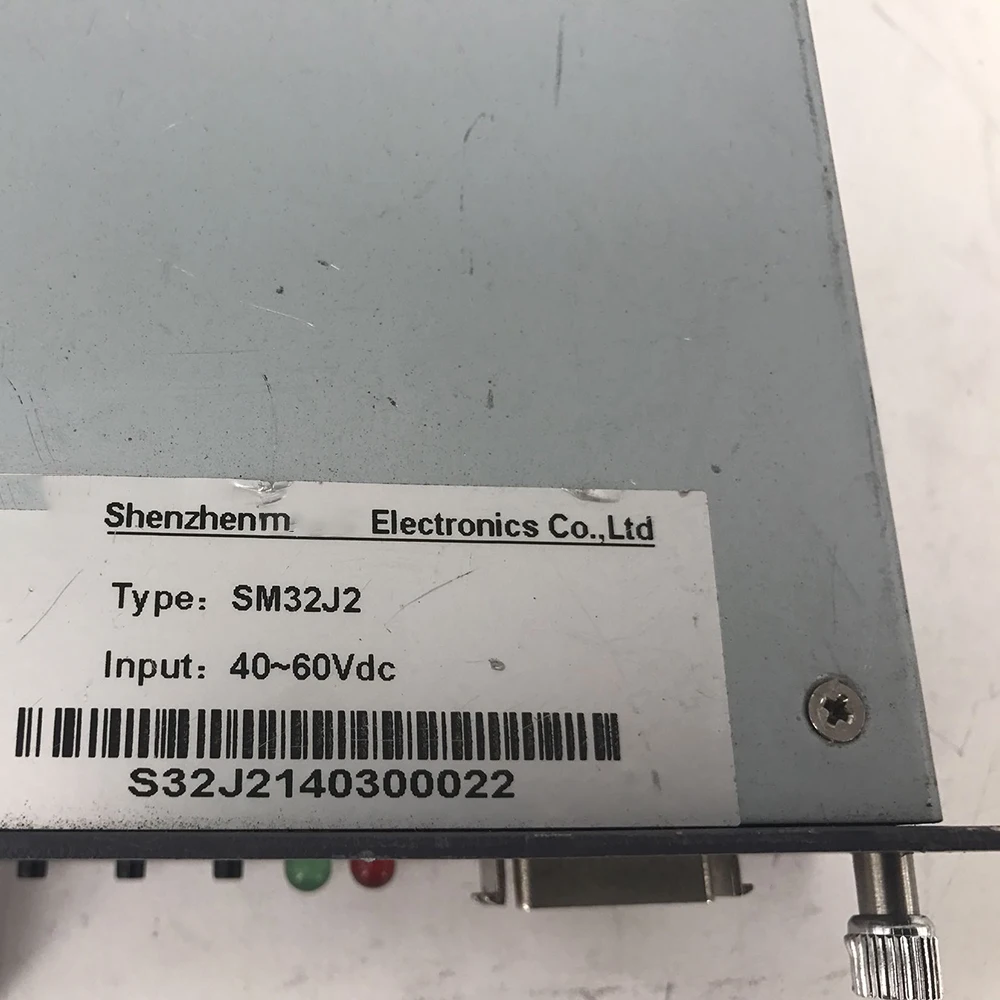 Shenzhenm Electronics Co.,Ltd
Type: SM32J2
Input: 40~60Vdc
S32J2140300022